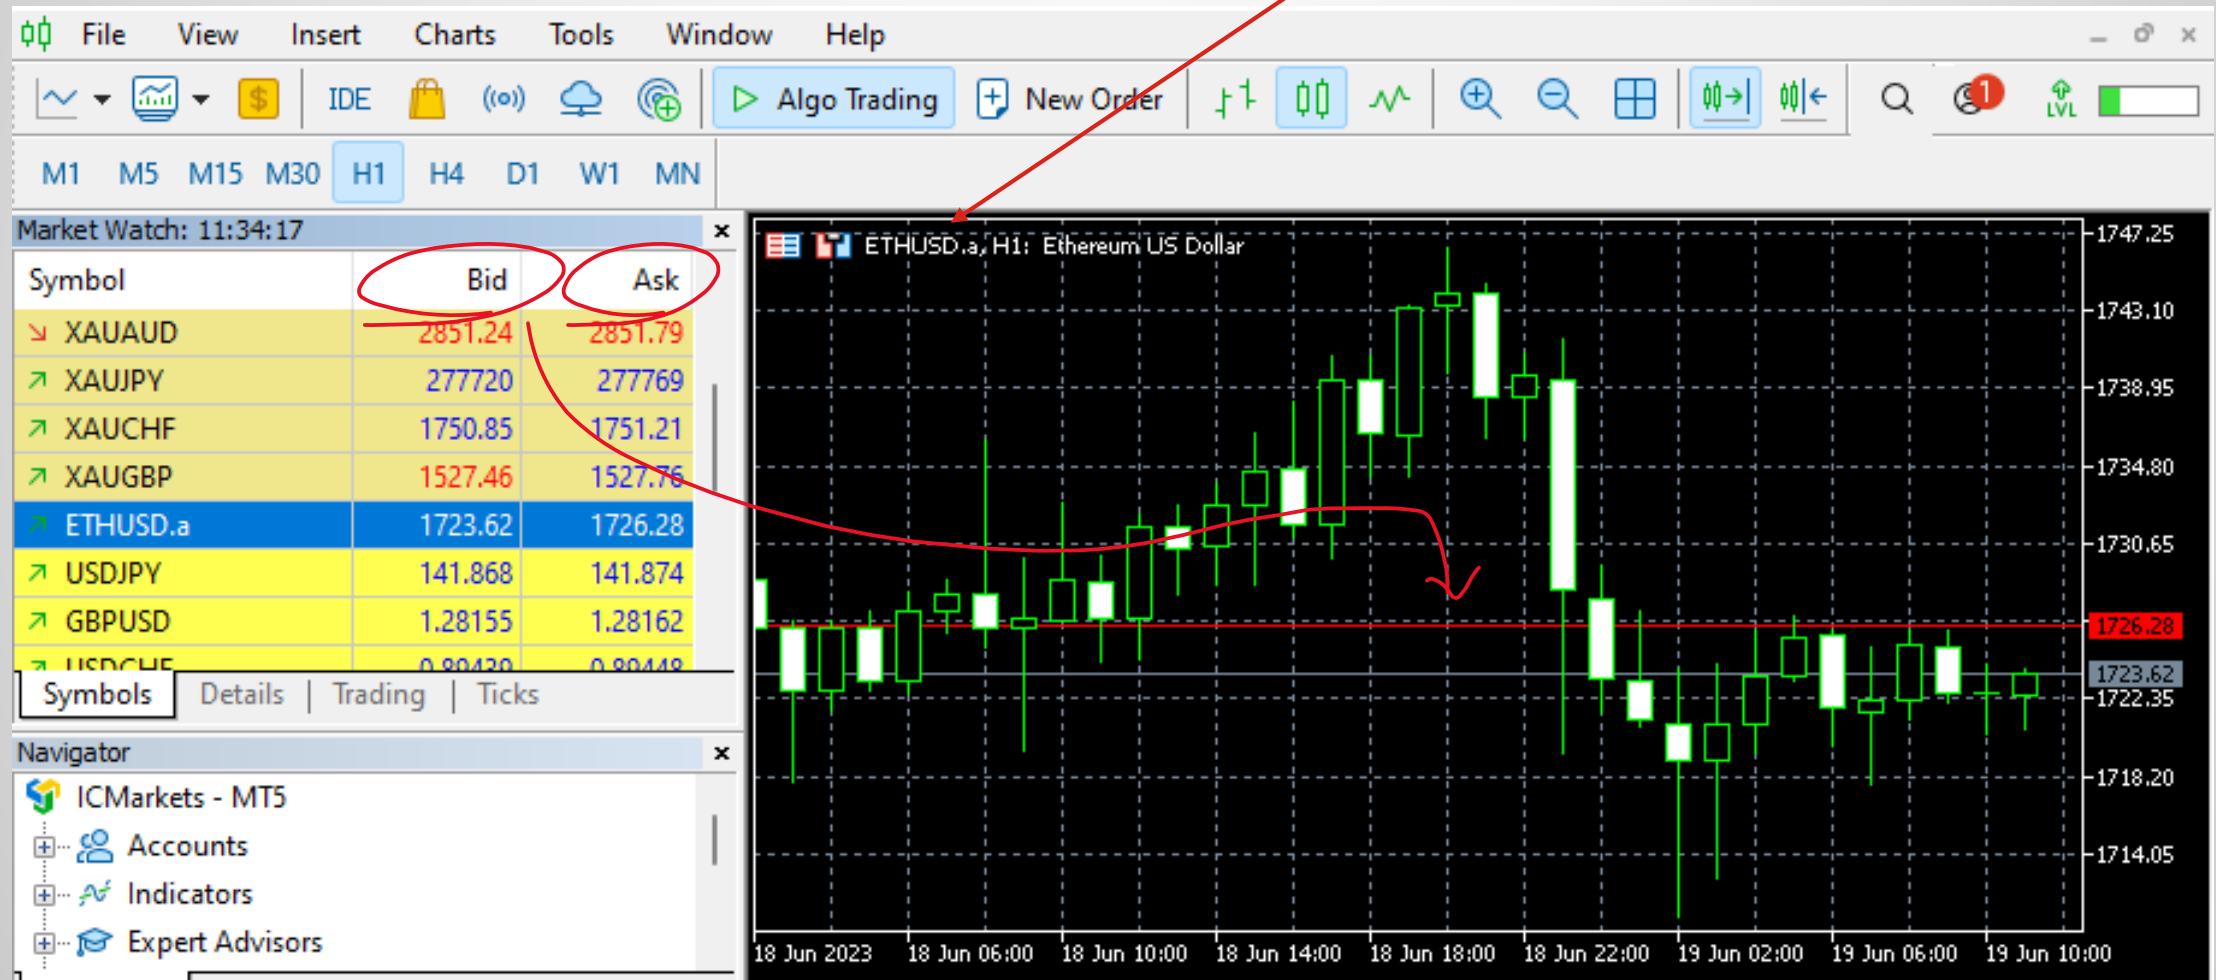 File View Insert Charts Tools Window Help
IDE Algo Trading New Order 1 LVL
M1 M5 M15 M30 H1 H4 D1 W1 MN
Market Watch: 11:34:17
Symbol Bid Ask
XAUAUD 2851.24 2851.79
XAUJPY 277720 277769
XAUCHF 1750.85 1751.21
XAUGBP 1527.46 1527.76
ETHUSD.a 1723.62 1726.28
USDJPY 141.868 141.874
GBPUSD 1.28155 1.28162
USDCHF 0.89439 0.89448
Symbols Details Trading Ticks
Navigator
ICMarkets - MT5
Accounts
Indicators
Expert Advisors
ETHUSD.a, H1: Ethereum US Dollar
1747.25
1743.10
1738.95
1734.80
1730.65
1726.28
1723.62
1722.35
1718.20
1714.05
18 Jun 2023 18 Jun 06:00 18 Jun 10:00 18 Jun 14:00 18 Jun 18:00 18 Jun 22:00 19 Jun 02:00 19 Jun 06:00 19 Jun 10:00